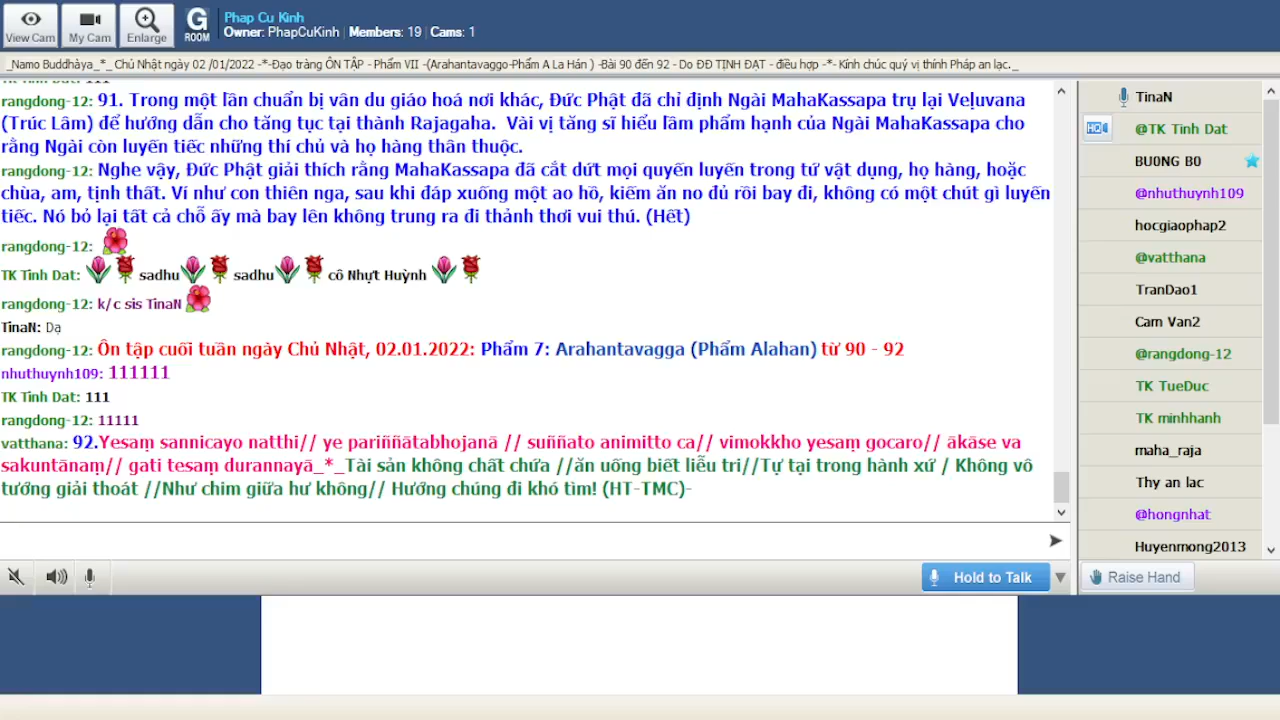 View Cam
My Cam
Enlarge
G
ROOM
Phap Cu Kinh
Owner: PhapCuKinh | Members: 19 | Cams: 1
_Namo Buddhàya_*_ Chủ Nhật ngày 02 /01/2022 -*-Đạo tràng ÔN TẬP - Phẩm VII -(Arahantavaggo-Phẩm A La Hán ) -Bài 90 đến 92 - Do ĐĐ TỊNH ĐẠT - điều hợp -*- Kính chúc quý vị thính Pháp an lạc._
TK Tinh Dat: 111
rangdong-12: 91. Trong một lần chuẩn bị vân du giáo hoá nơi khác, Đức Phật đã chỉ định Ngài MahaKassapa trụ lại Veḷuvana
(Trúc Lâm) để hướng dẫn cho tăng tục tại thành Rajagaha. Vài vị tăng sĩ hiểu lầm phẩm hạnh của Ngài MahaKassapa cho
rằng Ngài còn luyến tiếc những thí chủ và họ hàng thân thuộc.
rangdong-12: Nghe vậy, Đức Phật giải thích rằng MahaKassapa đã cắt dứt mọi quyến luyến trong tứ vật dụng, họ hàng, hoặc
chùa, am, tịnh thất. Ví như con thiên nga, sau khi đáp xuống một ao hồ, kiếm ăn no đủ rồi bay đi, không có một chút gì luyến
tiếc. Nó bỏ lại tất cả chỗ ấy mà bay lên không trung ra đi thảnh thơi vui thú. (Hết)
rangdong-12:
TK Tinh Dat: sadhu sadhu cô Nhựt Huỳnh
rangdong-12: k/c sis TinaN
TinaN: Dạ
rangdong-12: Ôn tập cuối tuần ngày Chủ Nhật, 02.01.2022: Phẩm 7: Arahantavagga (Phẩm Alahan) từ 90 - 92
nhuthuynh109: 111111
TK Tinh Dat: 111
rangdong-12: 11111
vatthana: 92.Yesaṃ sannicayo natthi// ye pariññātabhojanā // suññato animitto ca// vimokkho yesaṃ gocaro// ākāse va
sakuntānaṃ// gati tesaṃ durannayā_*_Tài sản không chất chứa //ăn uống biết liễu tri//Tự tại trong hành xứ / Không vô
tướng giải thoát //Như chim giữa hư không// Hướng chúng đi khó tìm! (HT-TMC)-
Hold to Talk
TinaN
HD
@TK Tinh Dat
BU0NG B0
@nhuthuynh109
hocgiaophap2
@vatthana
TranDao1
Cam Van2
@rangdong-12
TK TueDuc
TK minhhanh
maha_raja
Thy an lac
@hongnhat
Huyenmong2013
Raise Hand